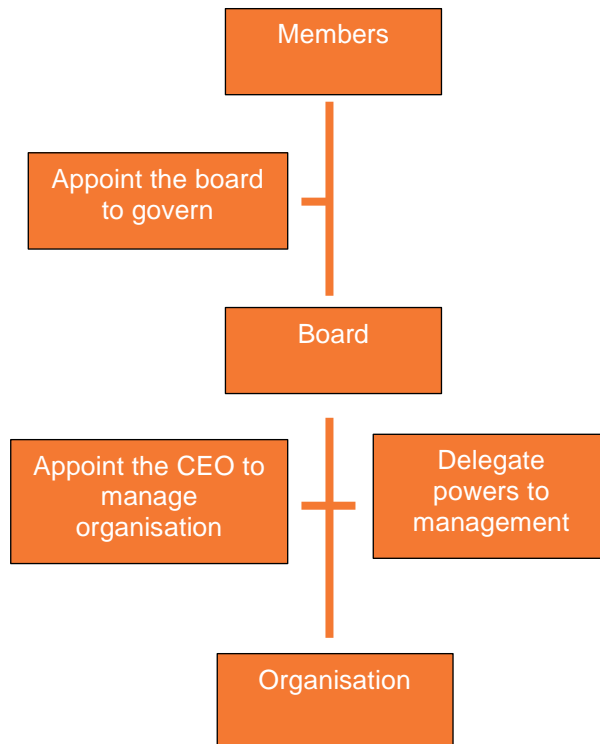 Members
Appoint the board
to govern
Board
Appoint the CEO to
manage
organisation
Delegate
powers to
management
Organisation